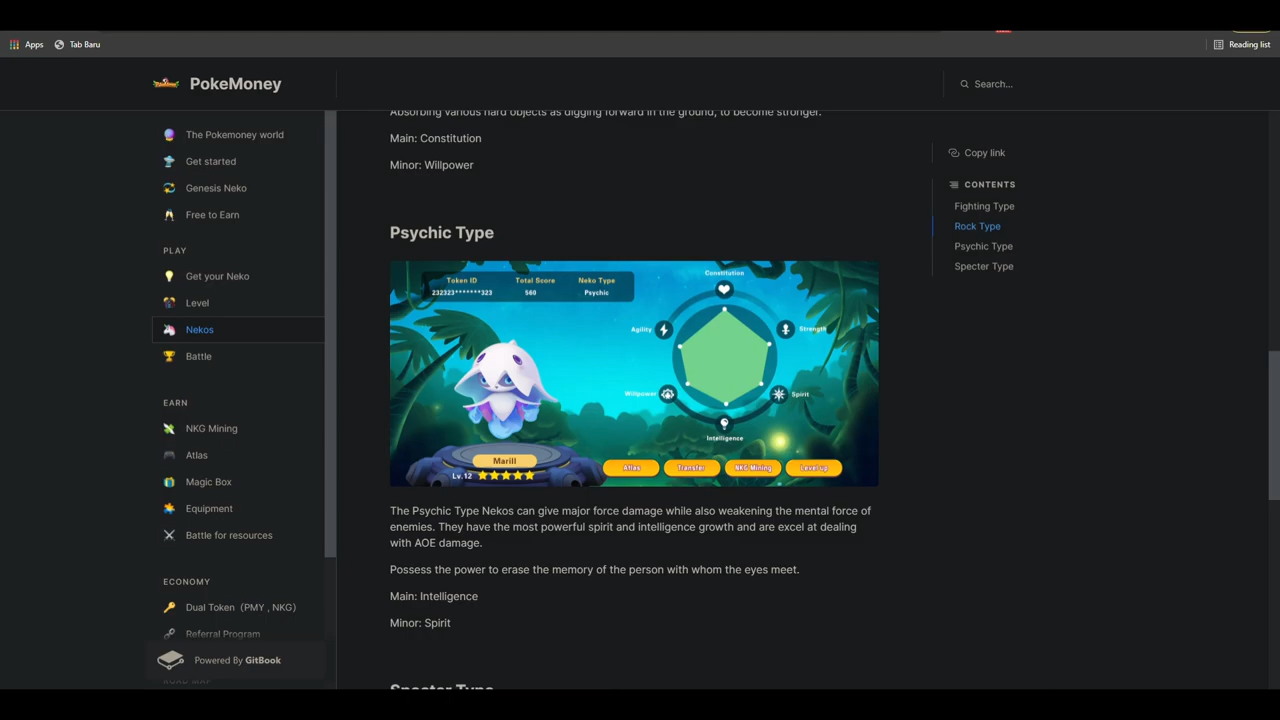 Apps
Tab Baru
Reading list
PokeMoney
Search...
The Pokemoney world
Get started
Genesis Neko
Free to Earn
PLAY
Get your Neko
Level
Nekos
Battle
EARN
NKG Mining
Atlas
Magic Box
Equipment
Battle for resources
ECONOMY
Dual Token（PMY , NKG）
Referral Program
Powered By GitBook
ROAD MAP
Absorbing various hard objects as digging forward in the ground, to become stronger.
Main: Constitution
Minor: Willpower
Psychic Type
Token ID
Total Score
Neko Type
232323*******323
560
Psychic
Constitution
Agility
Strength
Willpower
Spirit
Intelligence
Marill
Lv.12
Atlas
Transfer
NKG Mining
Level up
The Psychic Type Nekos can give major force damage while also weakening the mental force of
enemies. They have the most powerful spirit and intelligence growth and are excel at dealing
with AOE damage.
Possess the power to erase the memory of the person with whom the eyes meet.
Main: Intelligence
Minor: Spirit
Specter Type
Copy link
CONTENTS
Fighting Type
Rock Type
Psychic Type
Specter Type